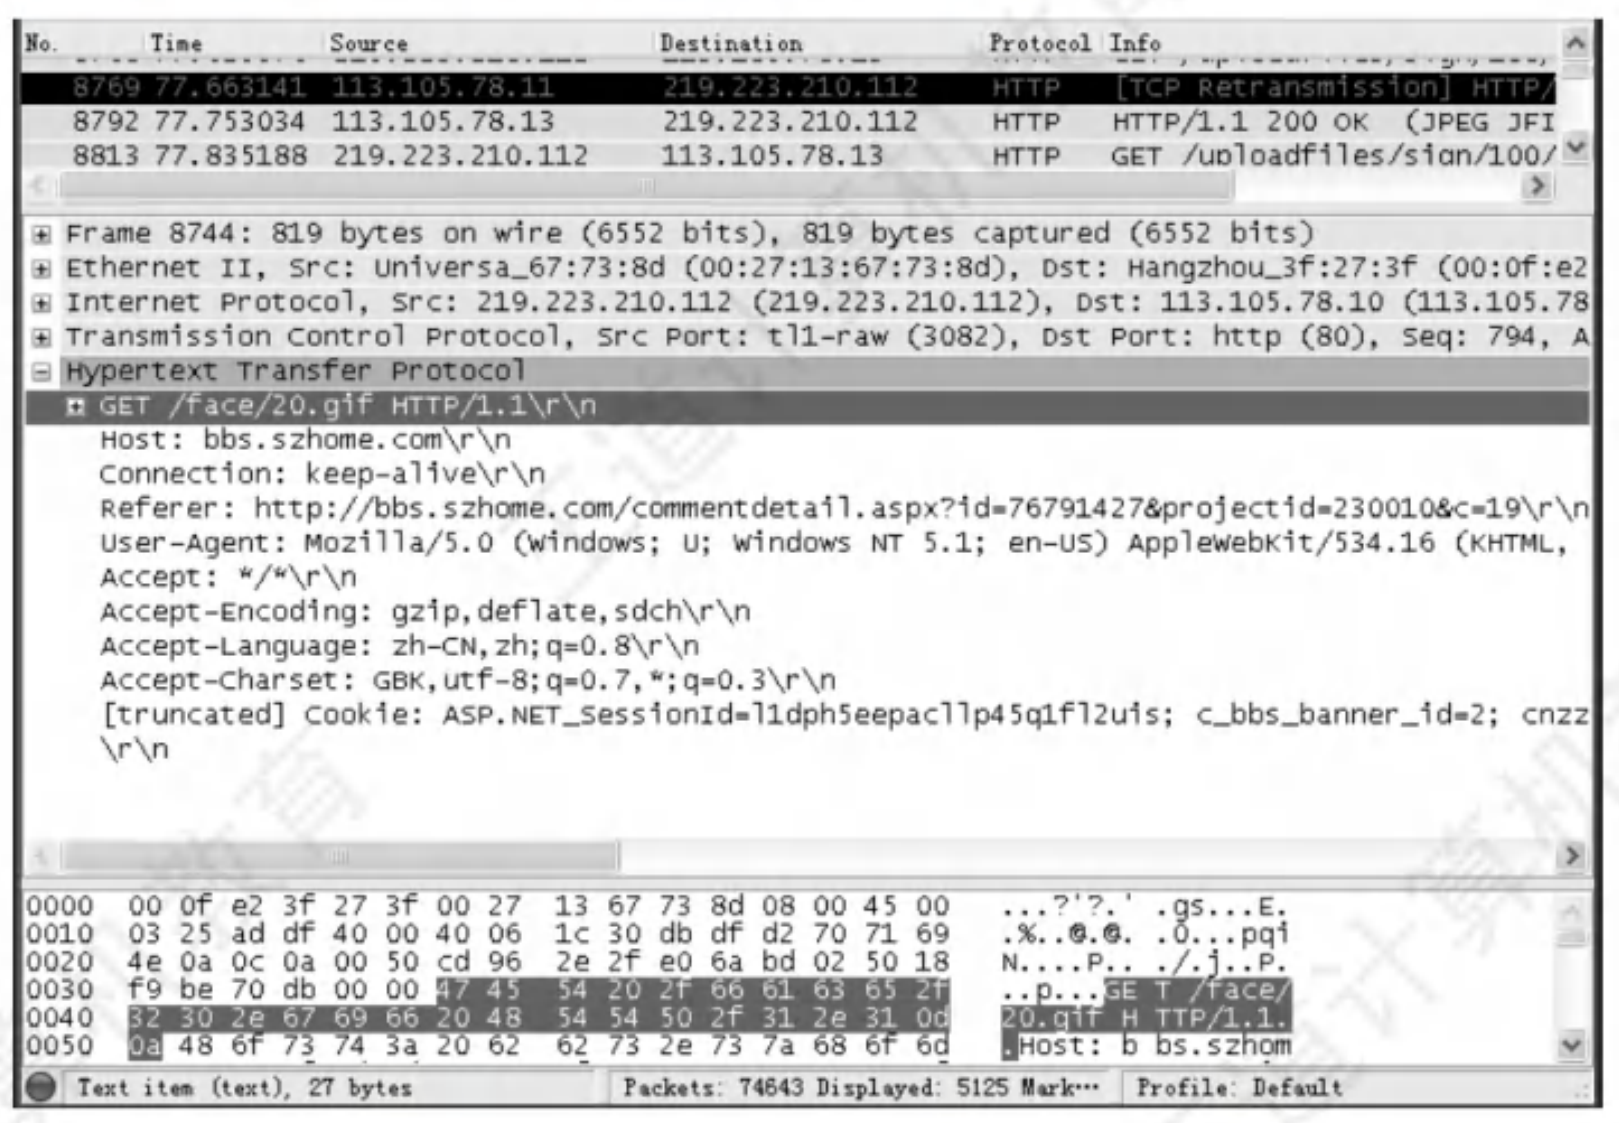 No. Time Source Destination Protocol Info
8769 77.663141 113.105.78.11 219.223.210.112 HTTP [TCP Retransmission] HTTP/
8792 77.753034 113.105.78.13 219.223.210.112 HTTP HTTP/1.1 200 OK (JPEG JFI
8813 77.835188 219.223.210.112 113.105.78.13 HTTP GET /uploadfiles/sign/100/
Frame 8744: 819 bytes on wire (6552 bits), 819 bytes captured (6552 bits)
Ethernet II, Src: Universa_67:73:8d (00:27:13:67:73:8d), Dst: Hangzhou_3f:27:3f (00:0f:e2
Internet Protocol, Src: 219.223.210.112 (219.223.210.112), Dst: 113.105.78.10 (113.105.78
Transmission Control Protocol, Src Port: tl1-raw (3082), Dst Port: http (80), Seq: 794, A
Hypertext Transfer Protocol
GET /face/20.gif HTTP/1.1\r\n
Host: bbs.szhome.com\r\n
Connection: keep-alive\r\n
Referer: http://bbs.szhome.com/commentdetail.aspx?id=76791427&projectid=230010&c=19\r\n
User-Agent: Mozilla/5.0 (Windows; U; Windows NT 5.1; en-US) AppleWebKit/534.16 (KHTML,
Accept: */*\r\n
Accept-Encoding: gzip,deflate,sdch\r\n
Accept-Language: zh-CN,zh;q=0.8\r\n
Accept-Charset: GBK,utf-8;q=0.7,*;q=0.3\r\n
[truncated] Cookie: ASP.NET_SessionId=l1dph5eepacllp45q1fl2uis; c_bbs_banner_id=2; cnzz
\r\n
0000 00 0f e2 3f 27 3f 00 27 13 67 73 8d 08 00 45 00 ...?'?.' .gs...E.
0010 03 25 ad df 40 00 40 06 1c 30 db df d2 70 71 69 .%..@.@. .0...pqi
0020 4e 0a 0c 0a 00 50 cd 96 2e 2f e0 6a bd 02 50 18 N....P.. ./.j..P.
0030 f9 be 70 db 00 00 47 45 54 20 2f 66 61 63 65 2f ..p...GE T /face/
0040 32 30 2e 67 69 66 20 48 54 54 50 2f 31 2e 31 0d 20.gif H TTP/1.1.
0050 0a 48 6f 73 74 3a 20 62 62 73 2e 73 7a 68 6f 6d .Host: b bs.szhom
Text item (text), 27 bytes Packets: 74643 Displayed: 5125 Mark··· Profile: Default